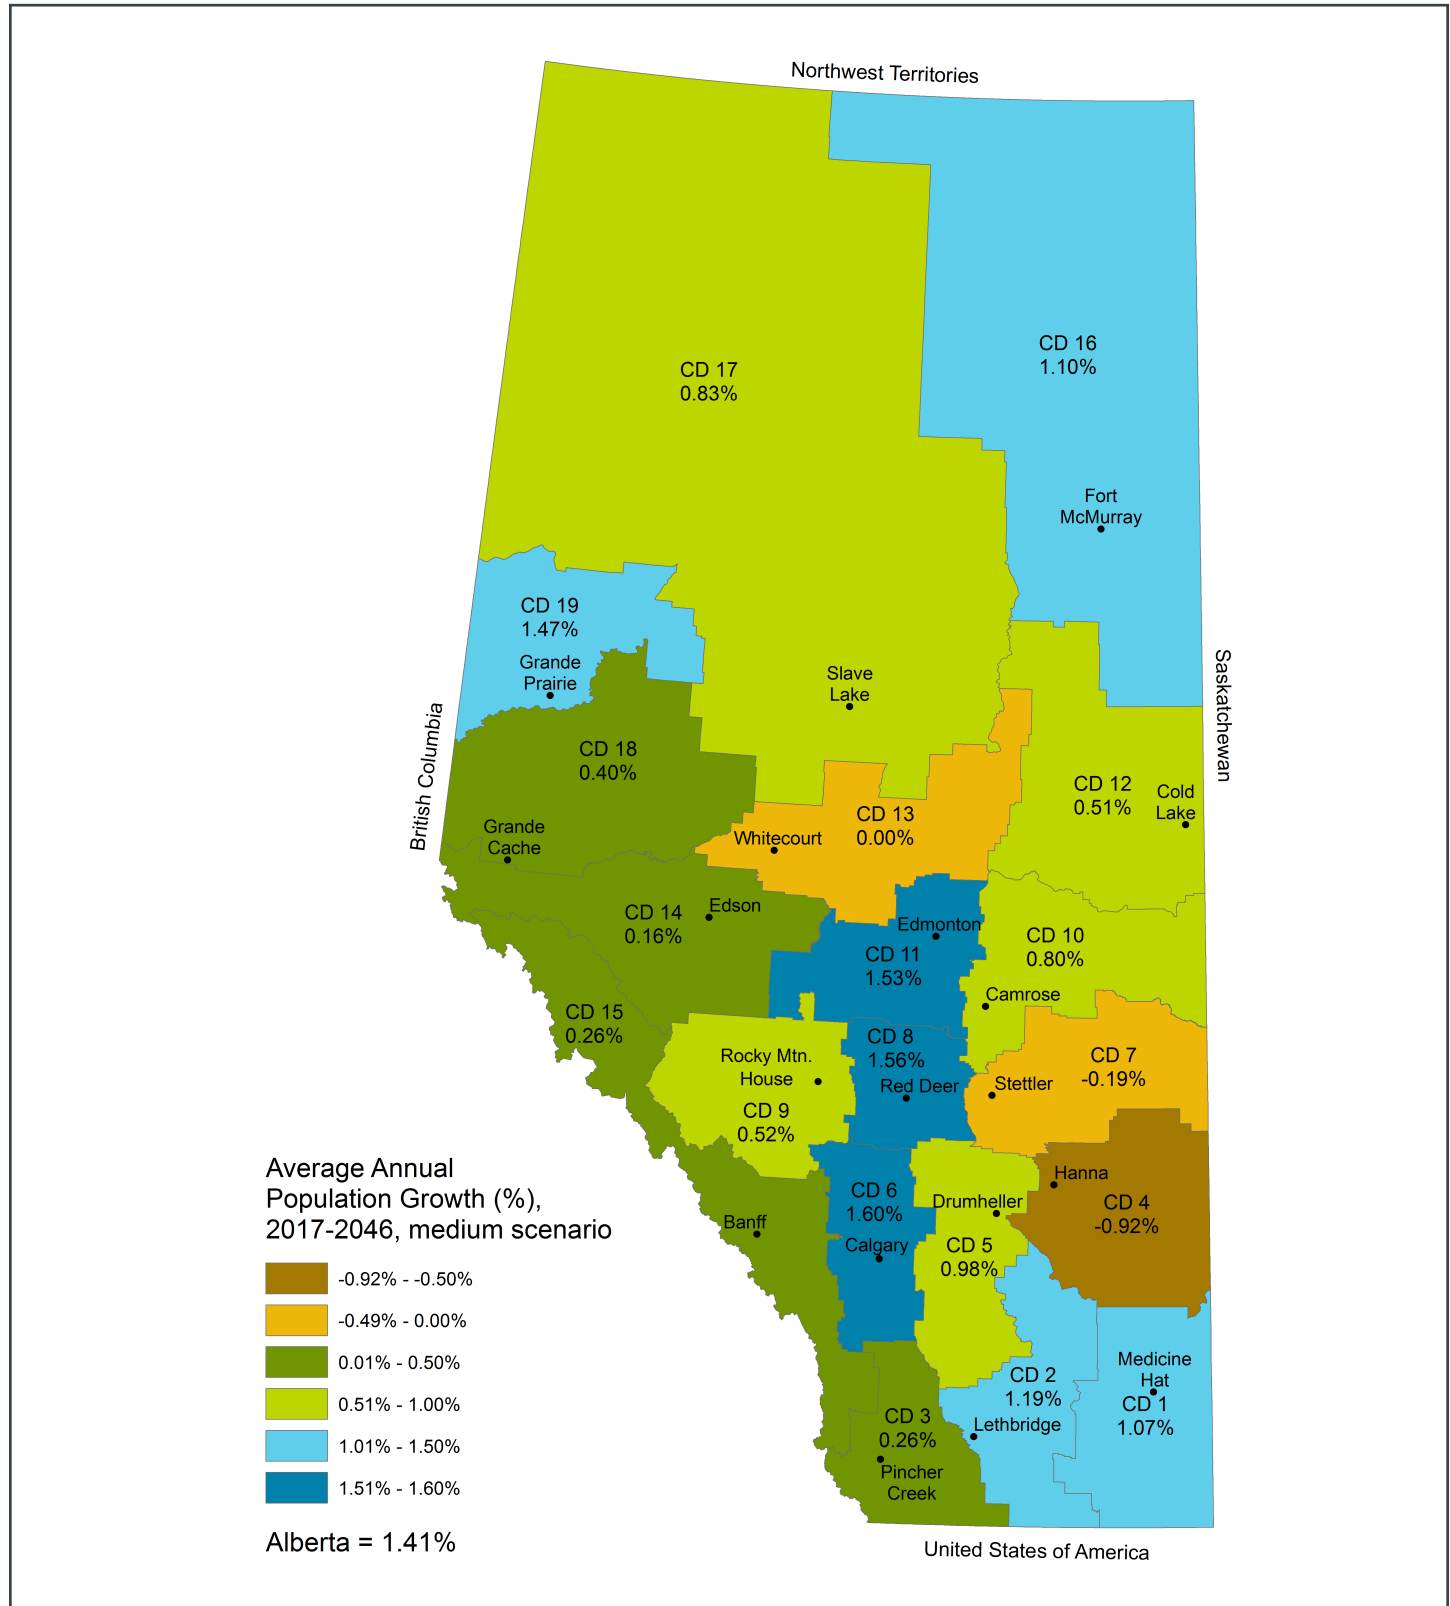 Northwest Territories
CD 16
1.10%
CD 17
0.83%
Fort
McMurray
CD 19
1.47%
Grande
Prairie
Slave
Lake
Saskatchewan
British Columbia
CD 18
0.40%
CD 12
0.51%
Cold
Lake
CD 13
0.00%
Whitecourt
Grande
Cache
Edson
CD 14
0.16%
Edmonton
CD 11
1.53%
CD 10
0.80%
Camrose
CD 15
0.26%
CD 8
1.56%
Red Deer
Rocky Mtn.
House
CD 9
0.52%
CD 7
-0.19%
Stettler
Hanna
CD 4
-0.92%
CD 6
1.60%
Calgary
Drumheller
CD 5
0.98%
Banff
Medicine
Hat
CD 1
1.07%
CD 2
1.19%
Lethbridge
CD 3
0.26%
Pincher
Creek
United States of America
Average Annual
Population Growth (%),
2017-2046, medium scenario
-0.92% - -0.50%
-0.49% - 0.00%
0.01% - 0.50%
0.51% - 1.00%
1.01% - 1.50%
1.51% - 1.60%
Alberta = 1.41%